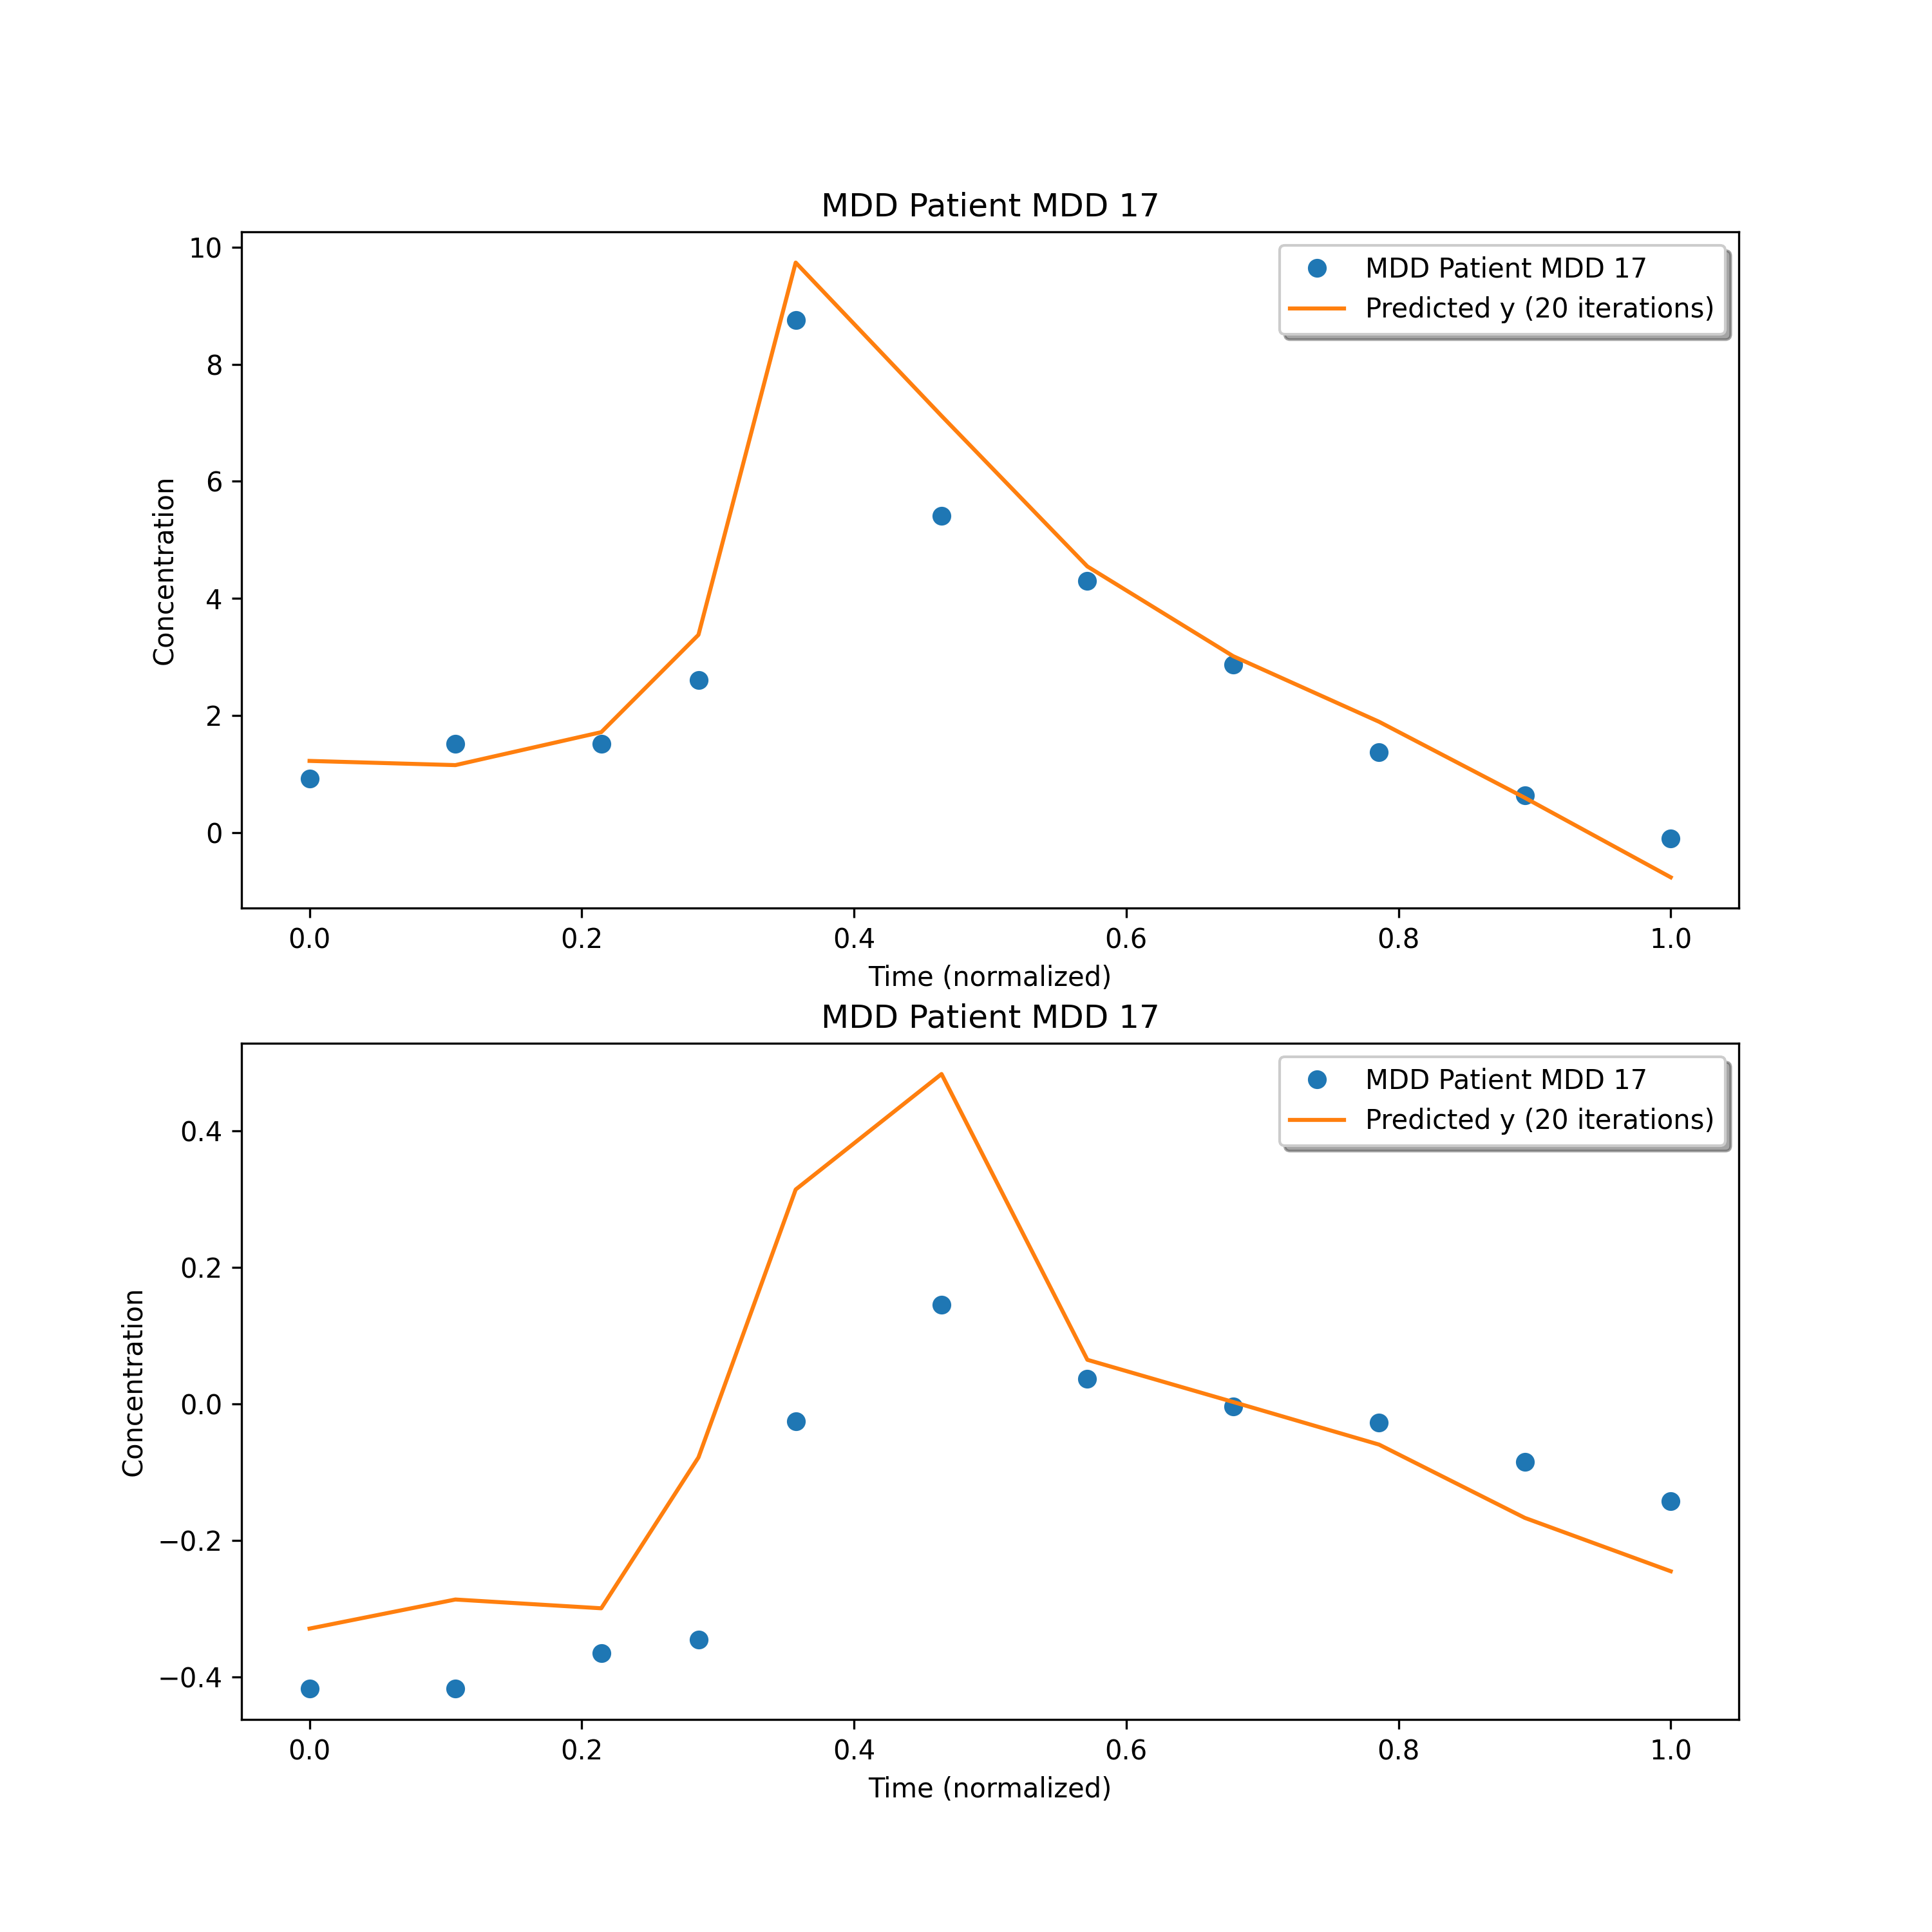 MDD Patient MDD 17
10
8
6
4
2
0
Concentration
MDD Patient MDD 17
Predicted y (20 iterations)
0.0 0.2 0.4 0.6 0.8 1.0
Time (normalized)
MDD Patient MDD 17
0.4
0.2
0.0
−0.2
−0.4
Concentration
MDD Patient MDD 17
Predicted y (20 iterations)
0.0 0.2 0.4 0.6 0.8 1.0
Time (normalized)